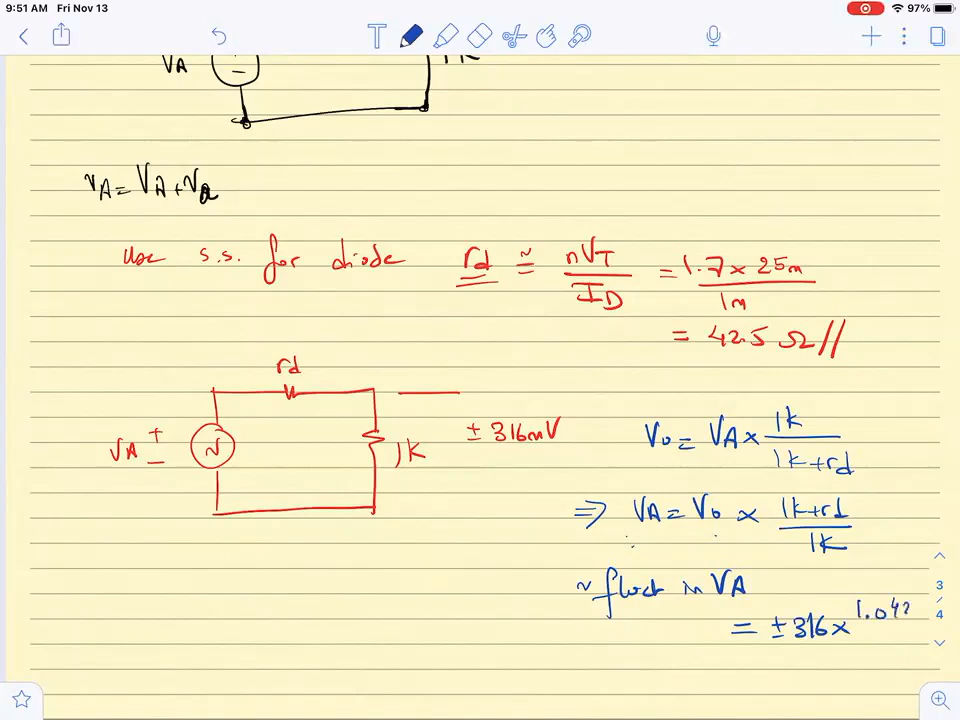 9:51 AM Fri Nov 13
97%
T
VA
1K
vA = VA + Va
Use s.s. for diode rd ≅ nVT / ID = 1.7 × 25m / 1m
= 42.5 Ω //
rd
VA + −
1K
± 316mV
Vo = VA × 1K / 1K+rd
⇒ VA = Vo × 1K+rd / 1K
~ fluct in VA
= ± 316 × 1.042
3 / 4